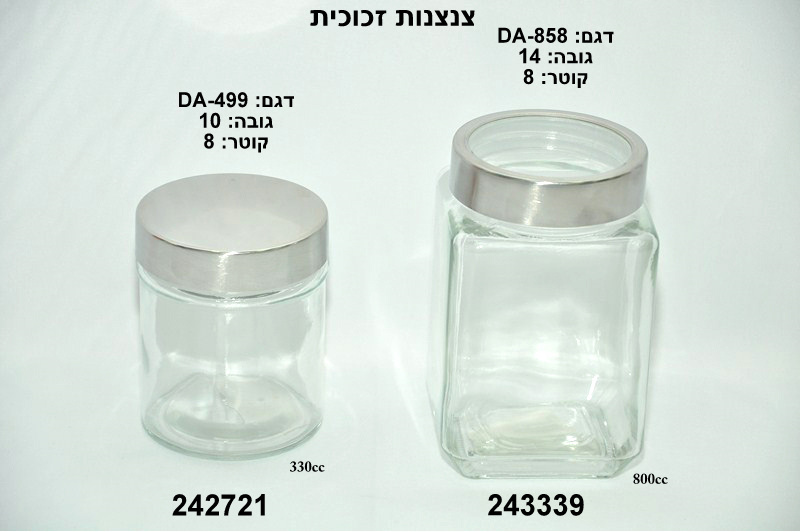 צנצנות זכוכית
דגם: DA-858
גובה: 14
קוטר: 8
דגם: DA-499
גובה: 10
קוטר: 8
330cc
800cc
242721
243339